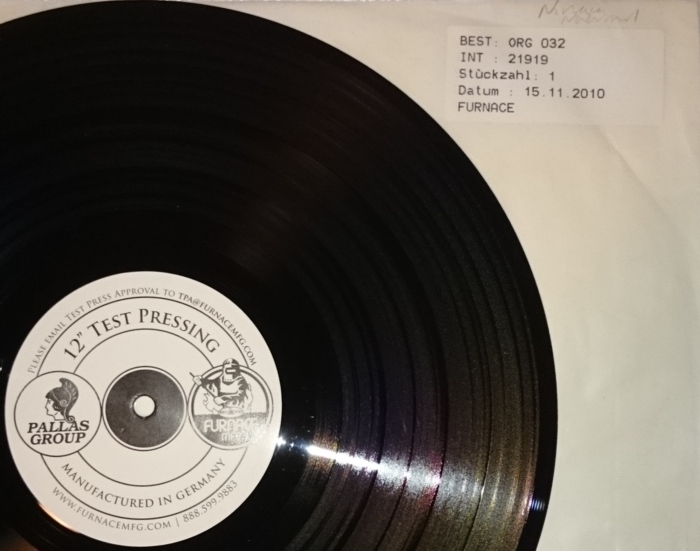 BEST: ORG 032
INT : 21919
Stückzahl: 1
Datum : 15.11.2010
FURNACE
PLEASE EMAIL TEST PRESS APPROVAL TO TPA@FURNACEMFG.COM
12" TEST PRESSING
PALLAS
GROUP
FURNACE
MFG
MANUFACTURED IN GERMANY
WWW.FURNACEMFG.COM | 888.599.9883